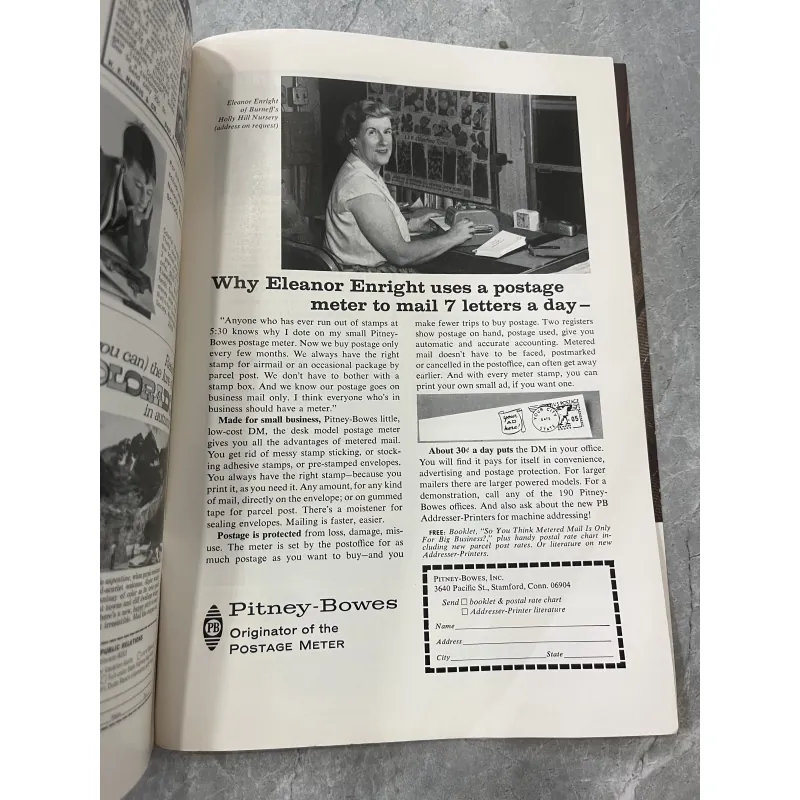 Eleanor Enright
of Burneff's
Holly Hill Nursery
(address on request)
Why Eleanor Enright uses a postage
meter to mail 7 letters a day—
"Anyone who has ever run out of stamps at
5:30 knows why I dote on my small Pitney-
Bowes postage meter. Now we buy postage only
every few months. We always have the right
stamp for airmail or an occasional package by
parcel post. We don't have to bother with a
stamp box. And we know our postage goes on
business mail only. I think everyone who's in
business should have a meter."
Made for small business, Pitney-Bowes little,
low-cost DM, the desk model postage meter
gives you all the advantages of metered mail.
You get rid of messy stamp sticking, or stock-
ing adhesive stamps, or pre-stamped envelopes.
You always have the right stamp—because you
print it, as you need it. Any amount, for any kind
of mail, directly on the envelope; or on gummed
tape for parcel post. There's a moistener for
sealing envelopes. Mailing is faster, easier.
Postage is protected from loss, damage, mis-
use. The meter is set by the postoffice for as
much postage as you want to buy—and you
make fewer trips to buy postage. Two registers
show postage on hand, postage used, give you
automatic and accurate accounting. Metered
mail doesn't have to be faced, postmarked
or cancelled in the postoffice, can often get away
earlier. And with every meter stamp, you can
print your own small ad, if you want one.
your
AD
here!
YOUR CITY
DATE
STATE
U.S. POSTAGE
05
About 30¢ a day puts the DM in your office.
You will find it pays for itself in convenience,
advertising and postage protection. For larger
mailers there are larger powered models. For a
demonstration, call any of the 190 Pitney-
Bowes offices. And also ask about the new PB
Addresser-Printers for machine addressing!
FREE: Booklet, "So You Think Metered Mail Is Only
For Big Business?," plus handy postal rate chart in-
cluding new parcel post rates. Or literature on new
Addresser-Printers.
PB
Pitney-Bowes
Originator of the
POSTAGE METER
PITNEY-BOWES, INC.
3640 Pacific St., Stamford, Conn. 06904
Send □ booklet & postal rate chart
□ Addresser-Printer literature
Name
Address
City State
you can) the
in
PUBLIC RELATIONS